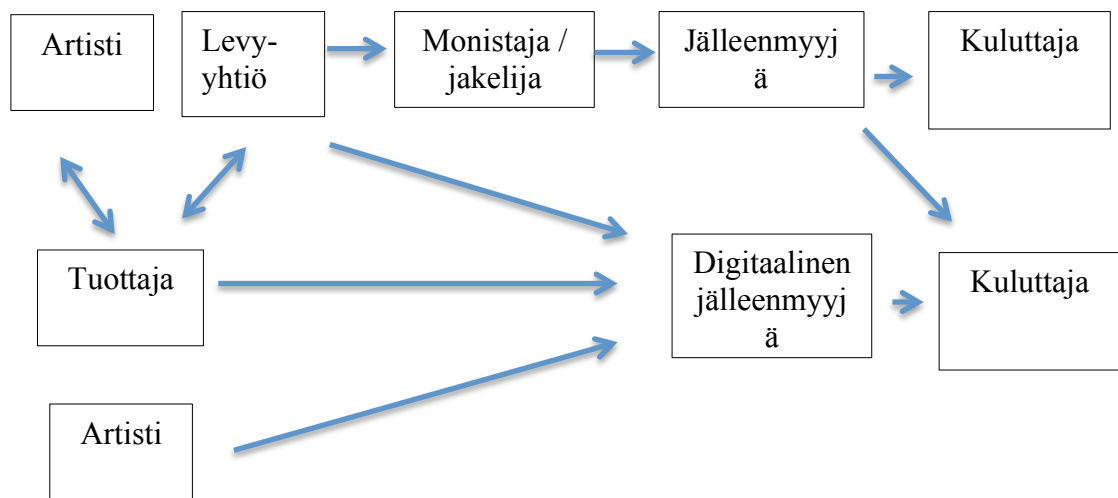 Artisti
Levy-
yhtiö
Monistaja /
jakelija
Jälleenmyyj
ä
Kuluttaja
Tuottaja
Digitaalinen
jälleenmyyj
ä
Kuluttaja
Artisti